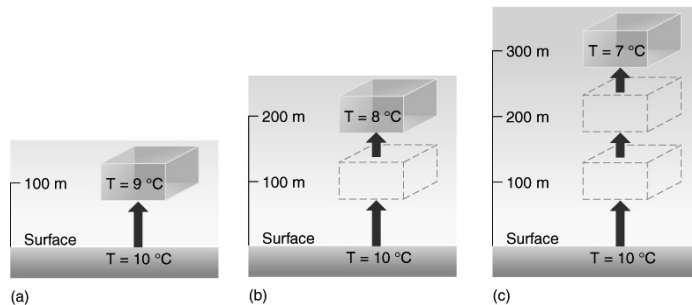 100 m
T = 9 °C
Surface
T = 10 °C
(a)
200 m
T = 8 °C
100 m
Surface
T = 10 °C
(b)
300 m
T = 7 °C
200 m
100 m
Surface
T = 10 °C
(c)